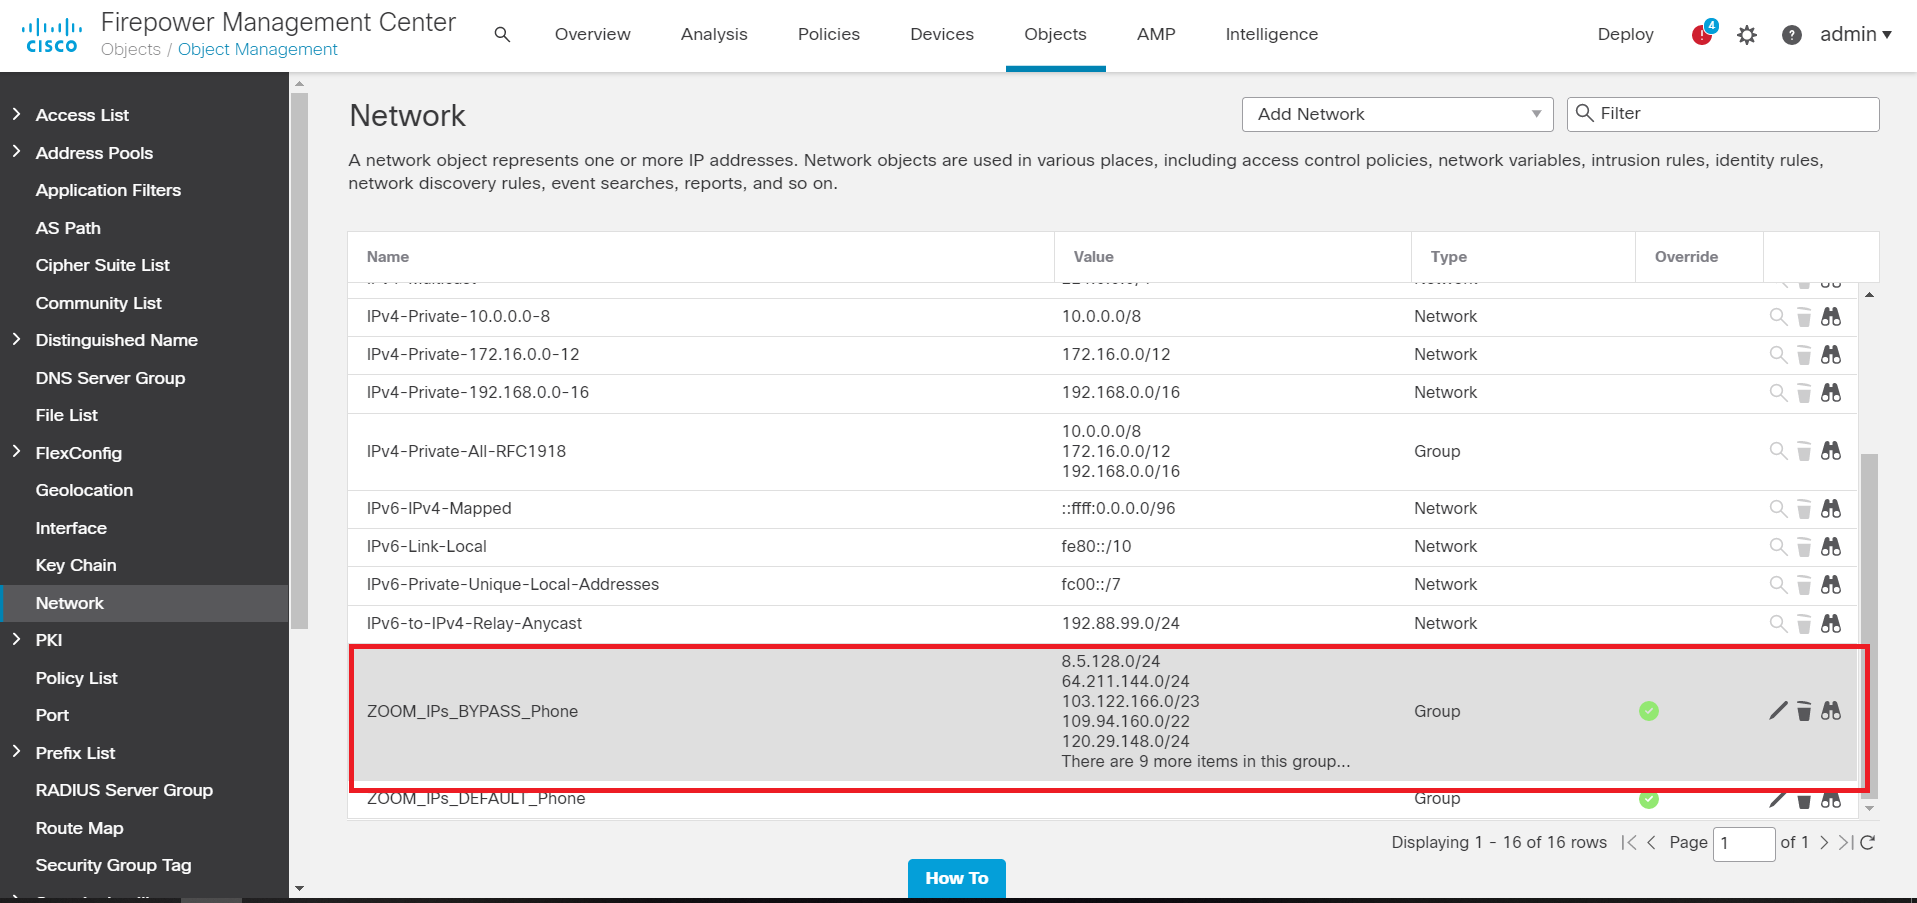 CISCO
Firepower Management Center
Objects / Object Management
Overview
Analysis
Policies
Devices
Objects
AMP
Intelligence
Deploy
4
admin
Access List
Address Pools
Application Filters
AS Path
Cipher Suite List
Community List
Distinguished Name
DNS Server Group
File List
FlexConfig
Geolocation
Interface
Key Chain
Network
PKI
Policy List
Port
Prefix List
RADIUS Server Group
Route Map
Security Group Tag
Network
Add Network
Filter
A network object represents one or more IP addresses. Network objects are used in various places, including access control policies, network variables, intrusion rules, identity rules,
network discovery rules, event searches, reports, and so on.
Name Value Type Override
IPv4-Private-10.0.0.0-8 10.0.0.0/8 Network
IPv4-Private-172.16.0.0-12 172.16.0.0/12 Network
IPv4-Private-192.168.0.0-16 192.168.0.0/16 Network
10.0.0.0/8
IPv4-Private-All-RFC1918 172.16.0.0/12 Group
192.168.0.0/16
IPv6-IPv4-Mapped ::ffff:0.0.0.0/96 Network
IPv6-Link-Local fe80::/10 Network
IPv6-Private-Unique-Local-Addresses fc00::/7 Network
IPv6-to-IPv4-Relay-Anycast 192.88.99.0/24 Network
8.5.128.0/24
64.211.144.0/24
103.122.166.0/23
ZOOM_IPs_BYPASS_Phone 109.94.160.0/22 Group
120.29.148.0/24
There are 9 more items in this group...
ZOOM_IPs_DEFAULT_Phone Group
Displaying 1 - 16 of 16 rows |< < Page 1 of 1 > >|
How To